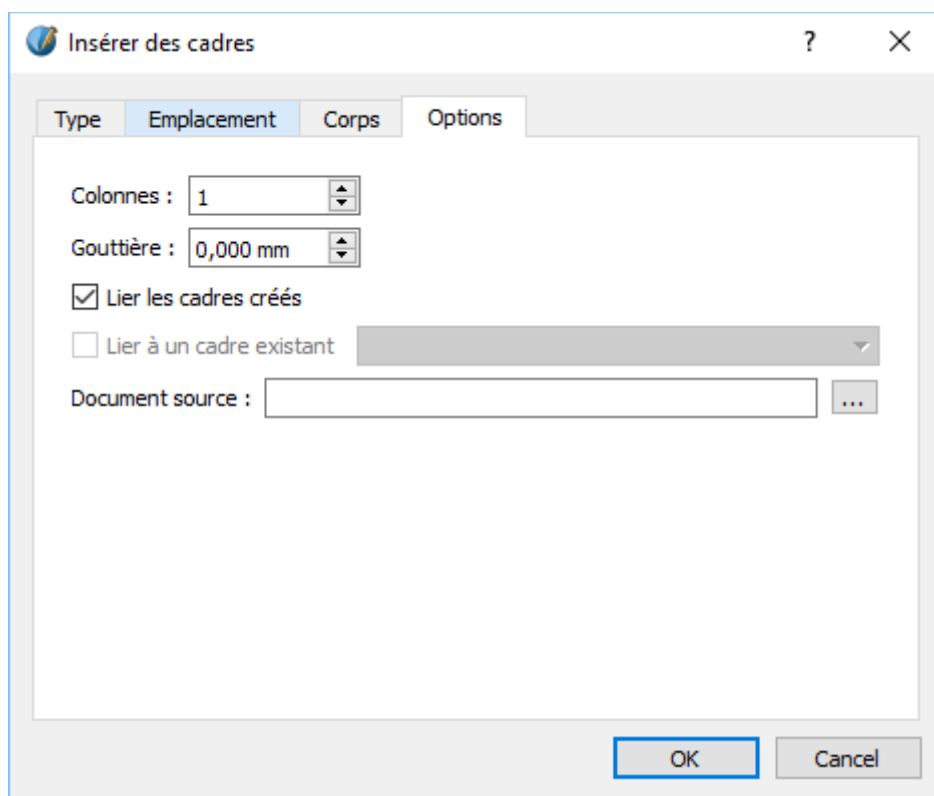 Insérer des cadres ?
Type Emplacement Corps Options
Colonnes : 1
Gouttière : 0,000 mm
Lier les cadres créés
Lier à un cadre existant
Document source : ...
OK Cancel